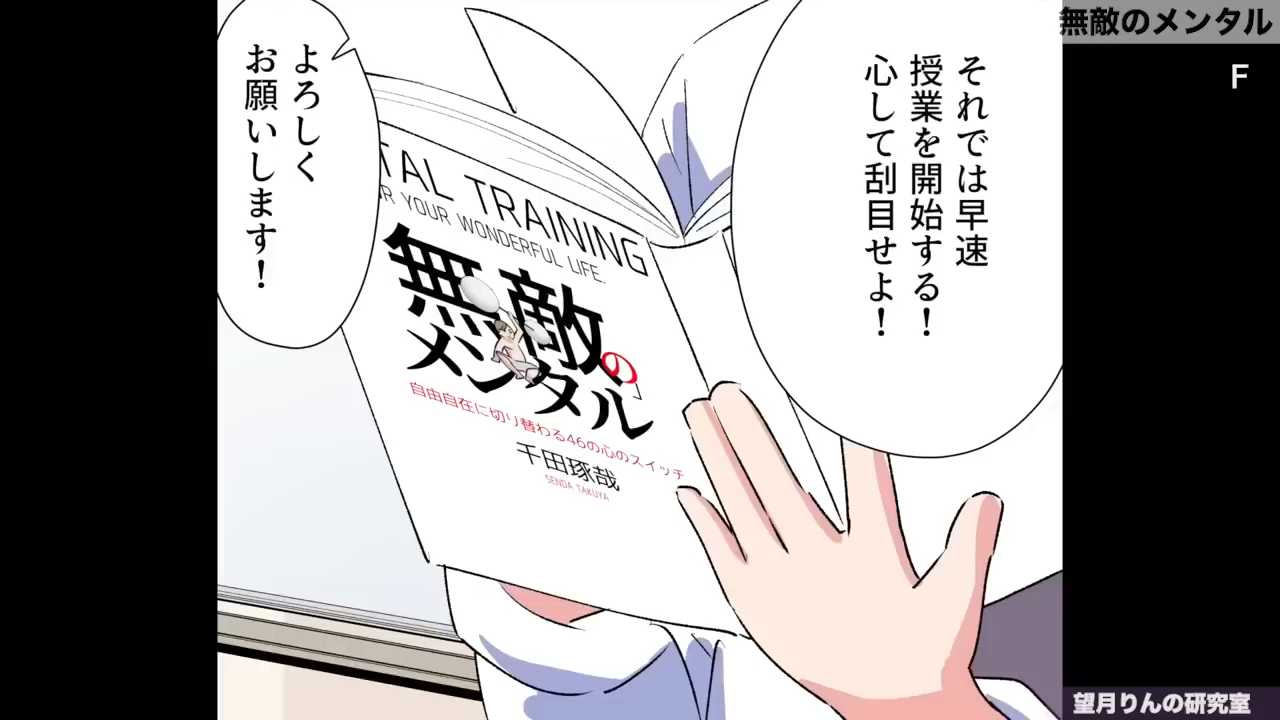 無敵のメンタル
F
それでは早速
授業を開始する!
心して刮目せよ!
よろしく
お願いします!
TAL TRAINING
R YOUR WONDERFUL LIFE.
無敵の
メンタル
自由自在に切り替わる46の心のスイッチ
千田琢哉
SENDA TAKUYA
望月りんの研究室